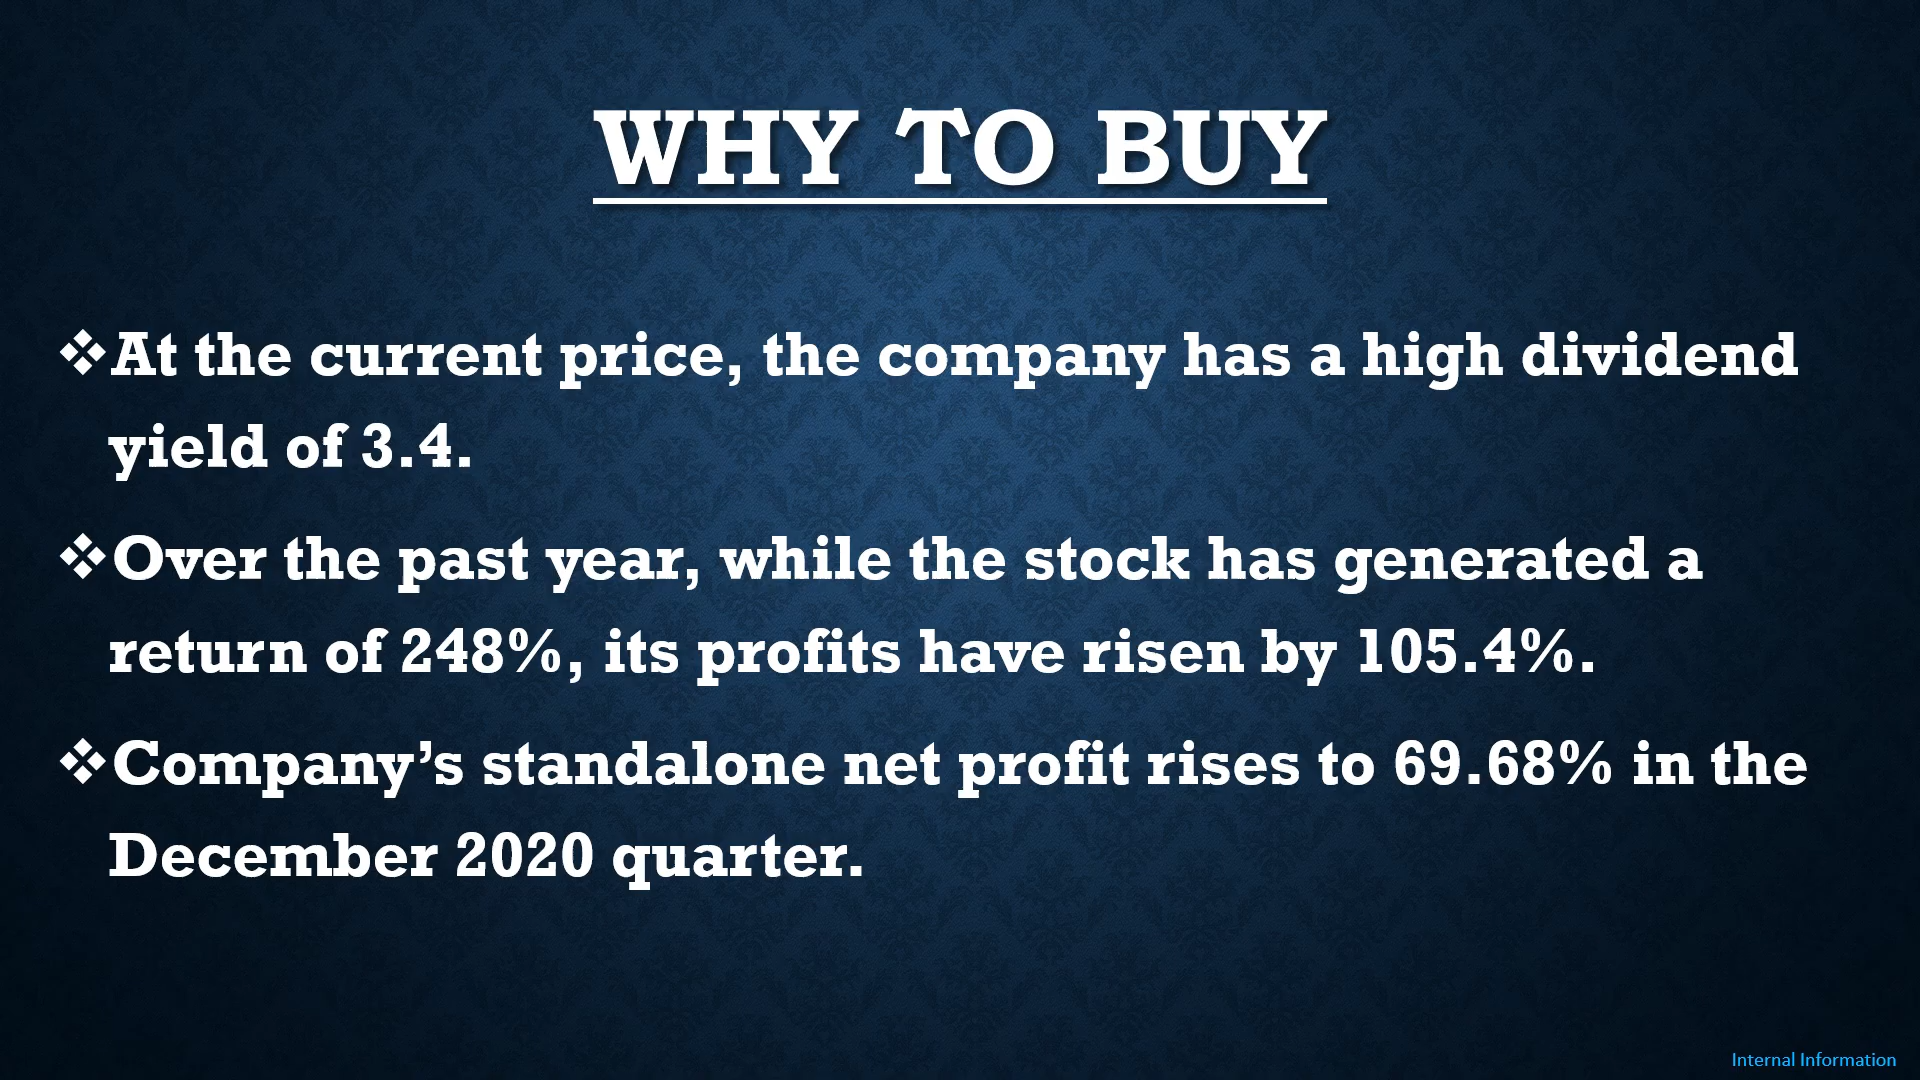 WHY TO BUY
❖At the current price, the company has a high dividend
yield of 3.4.
❖Over the past year, while the stock has generated a
return of 248%, its profits have risen by 105.4%.
❖Company’s standalone net profit rises to 69.68% in the
December 2020 quarter.
Internal Information